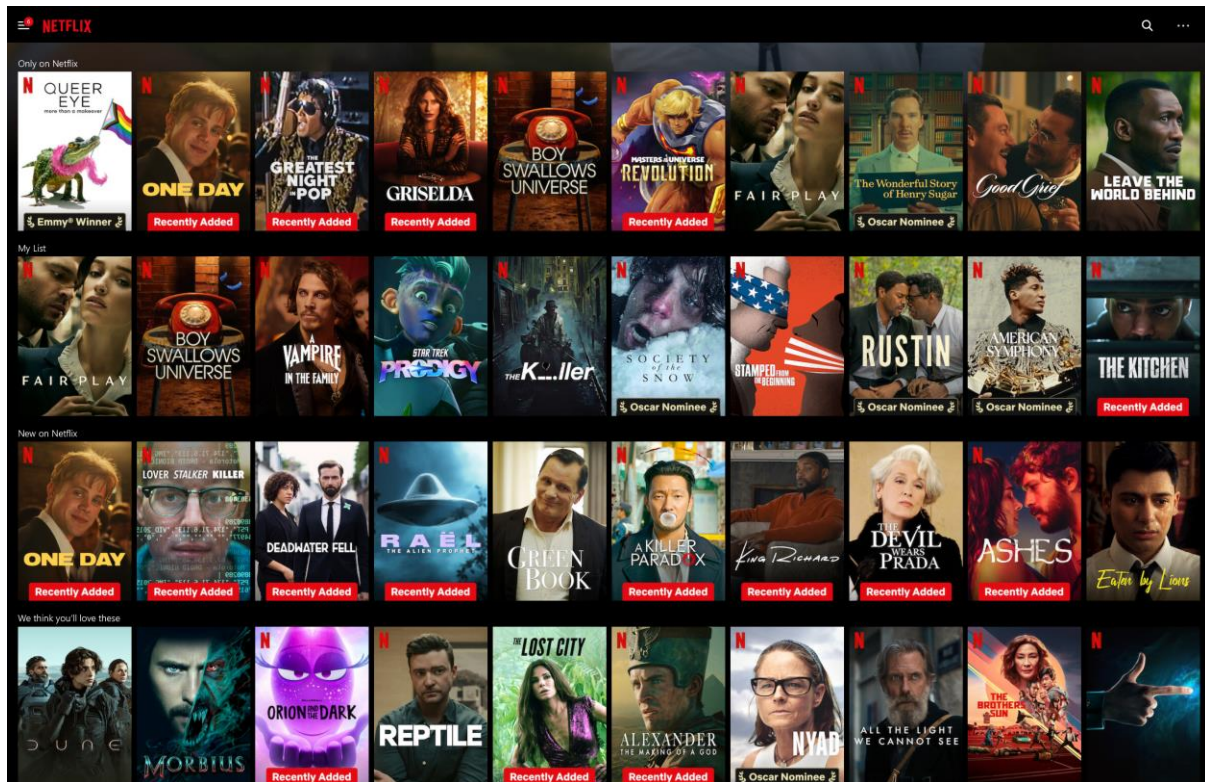 6
NETFLIX
Only on Netflix
N
QUEER
EYE
more than a makeover
Emmy® Winner
N
ONE DAY
Recently Added
N
THE
GREATEST
NIGHT
IN POP
Recently Added
N
GRISELDA
Recently Added
N
BOY
SWALLOWS
UNIVERSE
N
MASTERS OF THE UNIVERSE
REVOLUTION
Recently Added
N
FAIR PLAY
N
The Wonderful Story
of Henry Sugar
Oscar Nominee
N
Good Grief
N
LEAVE THE
WORLD BEHIND
My List
N
FAIR PLAY
N
BOY
SWALLOWS
UNIVERSE
N
A
VAMPIRE
IN THE FAMILY
STAR TREK
PRODIGY
N
THE K...ller
N
SOCIETY
of the
SNOW
Oscar Nominee
N
STAMPED FROM
THE BEGINNING
N
RUSTIN
Oscar Nominee
N
AMERICAN
SYMPHONY
Oscar Nominee
N
THE KITCHEN
Recently Added
New on Netflix
N
ONE DAY
Recently Added
N
LOVER STALKER KILLER
Recently Added
DEADWATER FELL
Recently Added
N
RAËL
THE ALIEN PROPHET
Recently Added
GREEN
BOOK
N
A KILLER
PARADOX
Recently Added
N
KING RICHARD
Recently Added
THE
DEVIL
WEARS
PRADA
Recently Added
N
ASHES
Recently Added
Eaten by Lions
We think you'll love these
DUNE
MORBIUS
N
ORION AND THE DARK
Recently Added
N
REPTILE
THE LOST CITY
Recently Added
N
ALEXANDER
THE MAKING OF A GOD
Recently Added
N
NYAD
Oscar Nominee
N
ALL THE LIGHT
WE CANNOT SEE
N
THE
BROTHERS
SUN
N